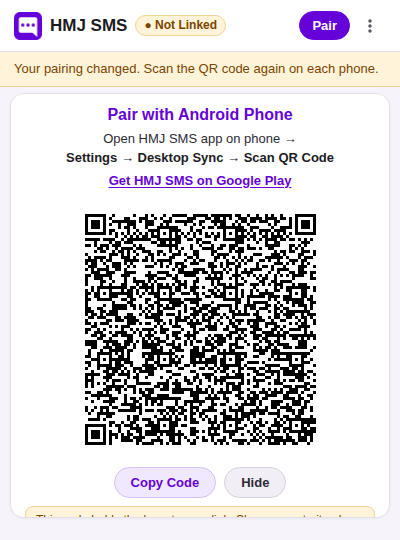 HMJ SMS
● Not Linked
Pair
Your pairing changed. Scan the QR code again on each phone.
Pair with Android Phone
Open HMJ SMS app on phone →
Settings → Desktop Sync → Scan QR Code
Get HMJ SMS on Google Play
Copy Code
Hide